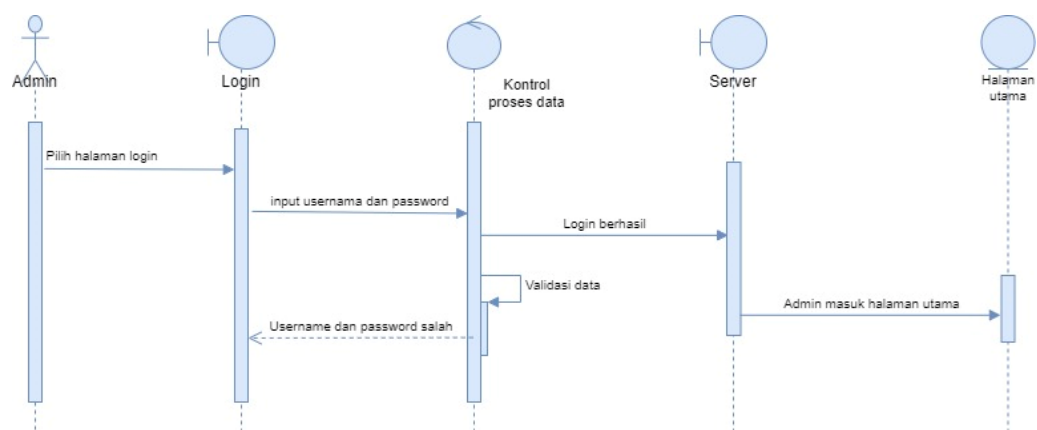 Admin
Login
Kontrol
proses data
Server
Halaman
utama
Pilih halaman login
input usernama dan password
Login berhasil
Validasi data
Admin masuk halaman utama
Username dan password salah